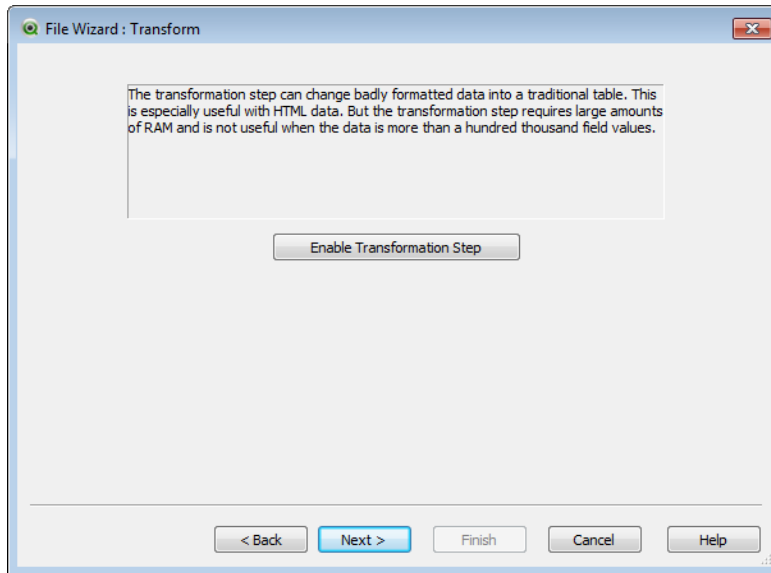 File Wizard : Transform
The transformation step can change badly formatted data into a traditional table. This
is especially useful with HTML data. But the transformation step requires large amounts
of RAM and is not useful when the data is more than a hundred thousand field values.
Enable Transformation Step
< Back Next > Finish Cancel Help